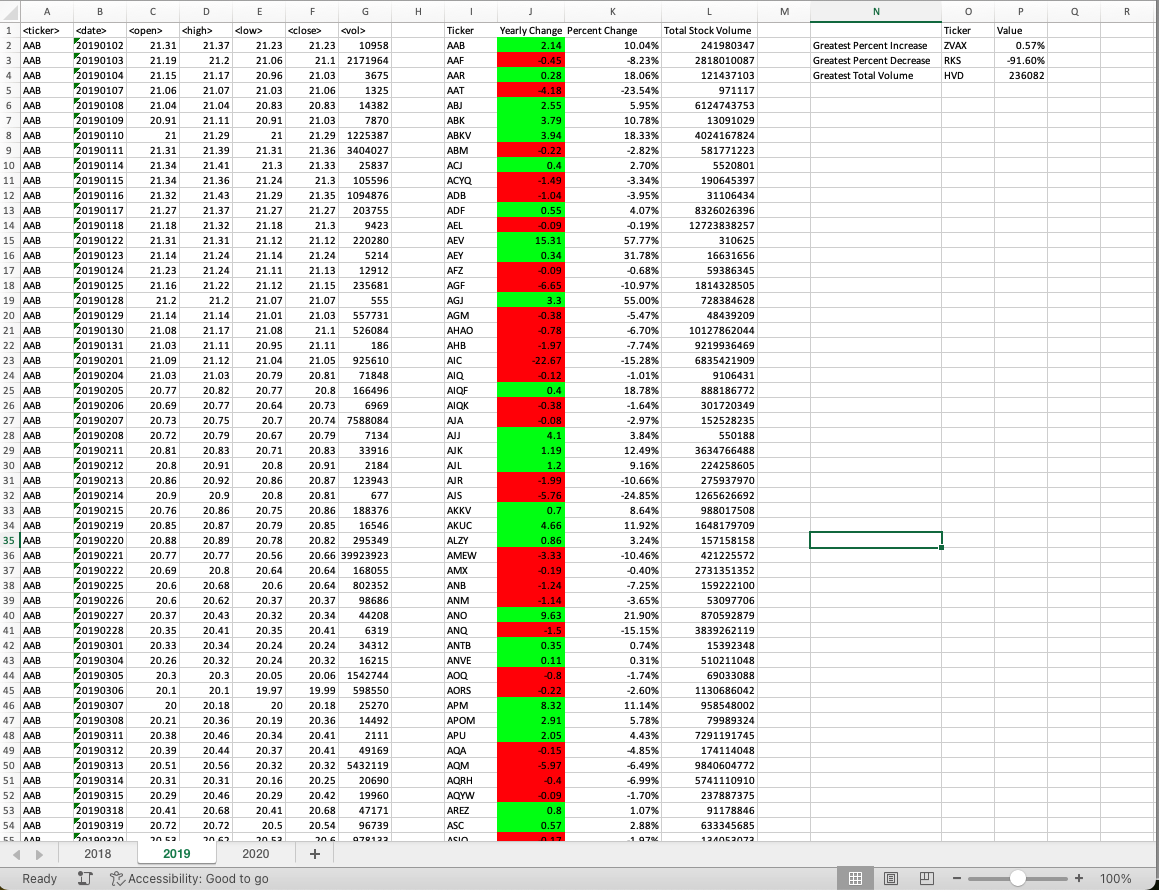 A B C D E F G H I J K L M N O P Q R
1 <ticker> <date> <open> <high> <low> <close> <vol> Ticker Yearly Change Percent Change Total Stock Volume Ticker Value
2 AAB 20190102 21.31 21.37 21.23 21.23 10958 AAB 2.14 10.04% 241980347 Greatest Percent Increase ZVAX 0.57%
3 AAB 20190103 21.19 21.2 21.06 21.1 2171964 AAF -0.45 -8.23% 2818010087 Greatest Percent Decrease RKS -91.60%
4 AAB 20190104 21.15 21.17 20.96 21.03 3675 AAR 0.28 18.06% 121437103 Greatest Total Volume HVD 236082
5 AAB 20190107 21.06 21.07 21.03 21.06 1325 AAT -4.18 -23.54% 971117
6 AAB 20190108 21.04 21.04 20.83 20.83 14382 ABJ 2.55 5.95% 6124743753
7 AAB 20190109 20.91 21.11 20.91 21.03 7870 ABK 3.79 10.78% 13091029
8 AAB 20190110 21 21.29 21 21.29 1225387 ABKV 3.94 18.33% 4024167824
9 AAB 20190111 21.31 21.39 21.31 21.36 3404027 ABM -0.22 -2.82% 581771223
10 AAB 20190114 21.34 21.41 21.3 21.33 25837 ACJ 0.4 2.70% 5520801
11 AAB 20190115 21.34 21.36 21.24 21.3 105596 ACYQ -1.49 -3.34% 190645397
12 AAB 20190116 21.32 21.43 21.29 21.35 1094876 ADB -1.04 -3.95% 31106434
13 AAB 20190117 21.27 21.37 21.27 21.27 203755 ADF 0.55 4.07% 8326026396
14 AAB 20190118 21.18 21.32 21.18 21.3 9423 AEL -0.09 -0.19% 12723838257
15 AAB 20190122 21.31 21.31 21.12 21.12 220280 AEV 15.31 57.77% 310625
16 AAB 20190123 21.14 21.24 21.14 21.24 5214 AEY 0.34 31.78% 16631656
17 AAB 20190124 21.23 21.24 21.11 21.13 12912 AFZ -0.09 -0.68% 59386345
18 AAB 20190125 21.16 21.22 21.12 21.15 235681 AGF -6.65 -10.97% 1814328505
19 AAB 20190128 21.2 21.2 21.07 21.07 555 AGJ 3.3 55.00% 728384628
20 AAB 20190129 21.14 21.14 21.01 21.03 557731 AGM -0.38 -5.47% 48439209
21 AAB 20190130 21.08 21.17 21.08 21.1 526084 AHAO -0.78 -6.70% 10127862044
22 AAB 20190131 21.03 21.11 20.95 21.11 186 AHB -1.97 -7.74% 9219936469
23 AAB 20190201 21.09 21.12 21.04 21.05 925610 AIC -22.67 -15.28% 6835421909
24 AAB 20190204 21.03 21.03 20.79 20.81 71848 AIQ -0.12 -1.01% 9106431
25 AAB 20190205 20.77 20.82 20.77 20.8 166496 AIQF 0.4 18.78% 888186772
26 AAB 20190206 20.69 20.77 20.64 20.73 6969 AIQK -0.38 -1.64% 301720349
27 AAB 20190207 20.73 20.75 20.7 20.74 7588084 AJA -0.08 -2.97% 152528235
28 AAB 20190208 20.72 20.79 20.67 20.79 7134 AJJ 4.1 3.84% 550188
29 AAB 20190211 20.81 20.83 20.71 20.83 33916 AJK 1.19 12.49% 3634766488
30 AAB 20190212 20.8 20.91 20.8 20.91 2184 AJL 1.2 9.16% 224258605
31 AAB 20190213 20.86 20.92 20.86 20.87 123943 AJR -1.99 -10.66% 275937970
32 AAB 20190214 20.9 20.9 20.8 20.81 677 AJS -5.76 -24.85% 1265626692
33 AAB 20190215 20.76 20.86 20.75 20.86 188376 AKKV 0.7 8.64% 988017508
34 AAB 20190219 20.85 20.87 20.79 20.85 16546 AKUC 4.66 11.92% 1648179709
35 AAB 20190220 20.88 20.89 20.78 20.82 295349 ALZY 0.86 3.24% 157158158
36 AAB 20190221 20.77 20.77 20.56 20.66 39923923 AMEW -3.33 -10.46% 421225572
37 AAB 20190222 20.69 20.8 20.64 20.64 168055 AMX -0.19 -0.40% 2731351352
38 AAB 20190225 20.6 20.68 20.6 20.64 802352 ANB -1.24 -7.25% 159222100
39 AAB 20190226 20.6 20.62 20.37 20.37 98686 ANM -1.14 -3.65% 53097706
40 AAB 20190227 20.37 20.43 20.32 20.34 44208 ANO 9.63 21.90% 870592879
41 AAB 20190228 20.35 20.41 20.35 20.41 6319 ANQ -1.5 -15.15% 3839262119
42 AAB 20190301 20.33 20.34 20.24 20.24 34312 ANTB 0.35 0.74% 15392348
43 AAB 20190304 20.26 20.32 20.24 20.32 16215 ANVE 0.11 0.31% 510211048
44 AAB 20190305 20.3 20.3 20.05 20.06 1542744 AOQ -0.8 -1.74% 69033088
45 AAB 20190306 20.1 20.1 19.97 19.99 598550 AORS -0.22 -2.60% 1130686042
46 AAB 20190307 20 20.18 20 20.18 25270 APM 8.32 11.14% 958548002
47 AAB 20190308 20.21 20.36 20.19 20.36 14492 APOM 2.91 5.78% 79989324
48 AAB 20190311 20.38 20.46 20.34 20.41 2111 APU 2.05 4.43% 7291191745
49 AAB 20190312 20.39 20.44 20.37 20.41 49169 AQA -0.15 -4.85% 174114048
50 AAB 20190313 20.51 20.56 20.32 20.32 5432119 AQM -5.97 -6.49% 9840604772
51 AAB 20190314 20.31 20.31 20.16 20.25 20690 AQRH -0.4 -6.99% 5741110910
52 AAB 20190315 20.29 20.46 20.29 20.42 19960 AQYW -0.09 -1.70% 237887375
53 AAB 20190318 20.41 20.68 20.41 20.68 47171 AREZ 0.8 1.07% 91178846
54 AAB 20190319 20.72 20.72 20.5 20.54 96739 ASC 0.57 2.88% 633345685
2018 2019 2020 +
Ready Accessibility: Good to go − + 100%